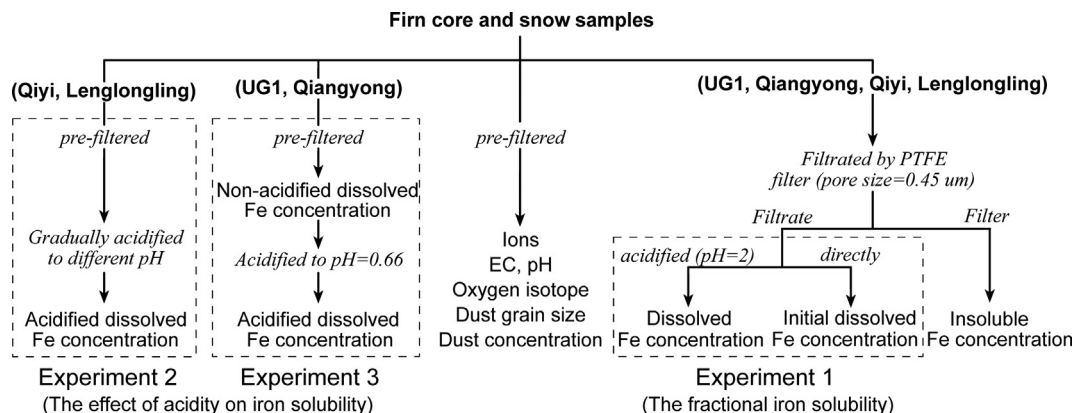 Firn core and snow samples
(Qiyi, Lenglongling)
pre-filtered
Gradually acidified
to different pH
Acidified dissolved
Fe concentration
Experiment 2
(UG1, Qiangyong)
pre-filtered
Non-acidified dissolved
Fe concentration
Acidified to pH=0.66
Acidified dissolved
Fe concentration
Experiment 3
(The effect of acidity on iron solubility)
pre-filtered
Ions
EC, pH
Oxygen isotope
Dust grain size
Dust concentration
(UG1, Qiangyong, Qiyi, Lenglongling)
Filtrated by PTFE
filter (pore size=0.45 um)
Filtrate
Filter
acidified (pH=2)
directly
Dissolved
Fe concentration
Initial dissolved
Fe concentration
Insoluble
Fe concentration
Experiment 1
(The fractional iron solubility)